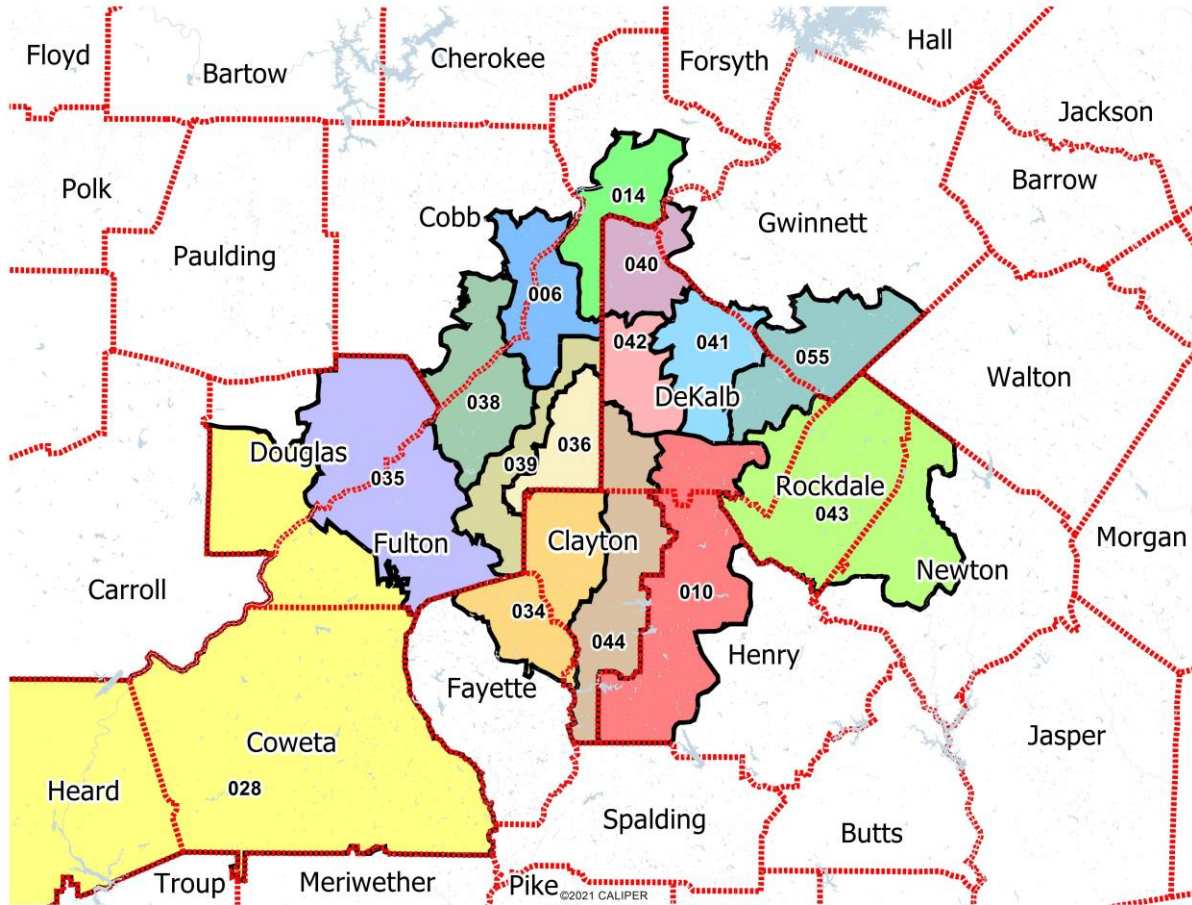 Floyd
Bartow
Cherokee
Forsyth
Hall
Jackson
Polk
Paulding
Cobb
014
Gwinnett
Barrow
040
006
042
041
055
Walton
038
DeKalb
Douglas
035
039
036
Rockdale
043
Fulton
Clayton
Newton
Morgan
Carroll
034
010
044
Henry
Fayette
Coweta
Jasper
Heard
028
Spalding
Butts
Troup
Meriwether
Pike
©2021 CALIPER